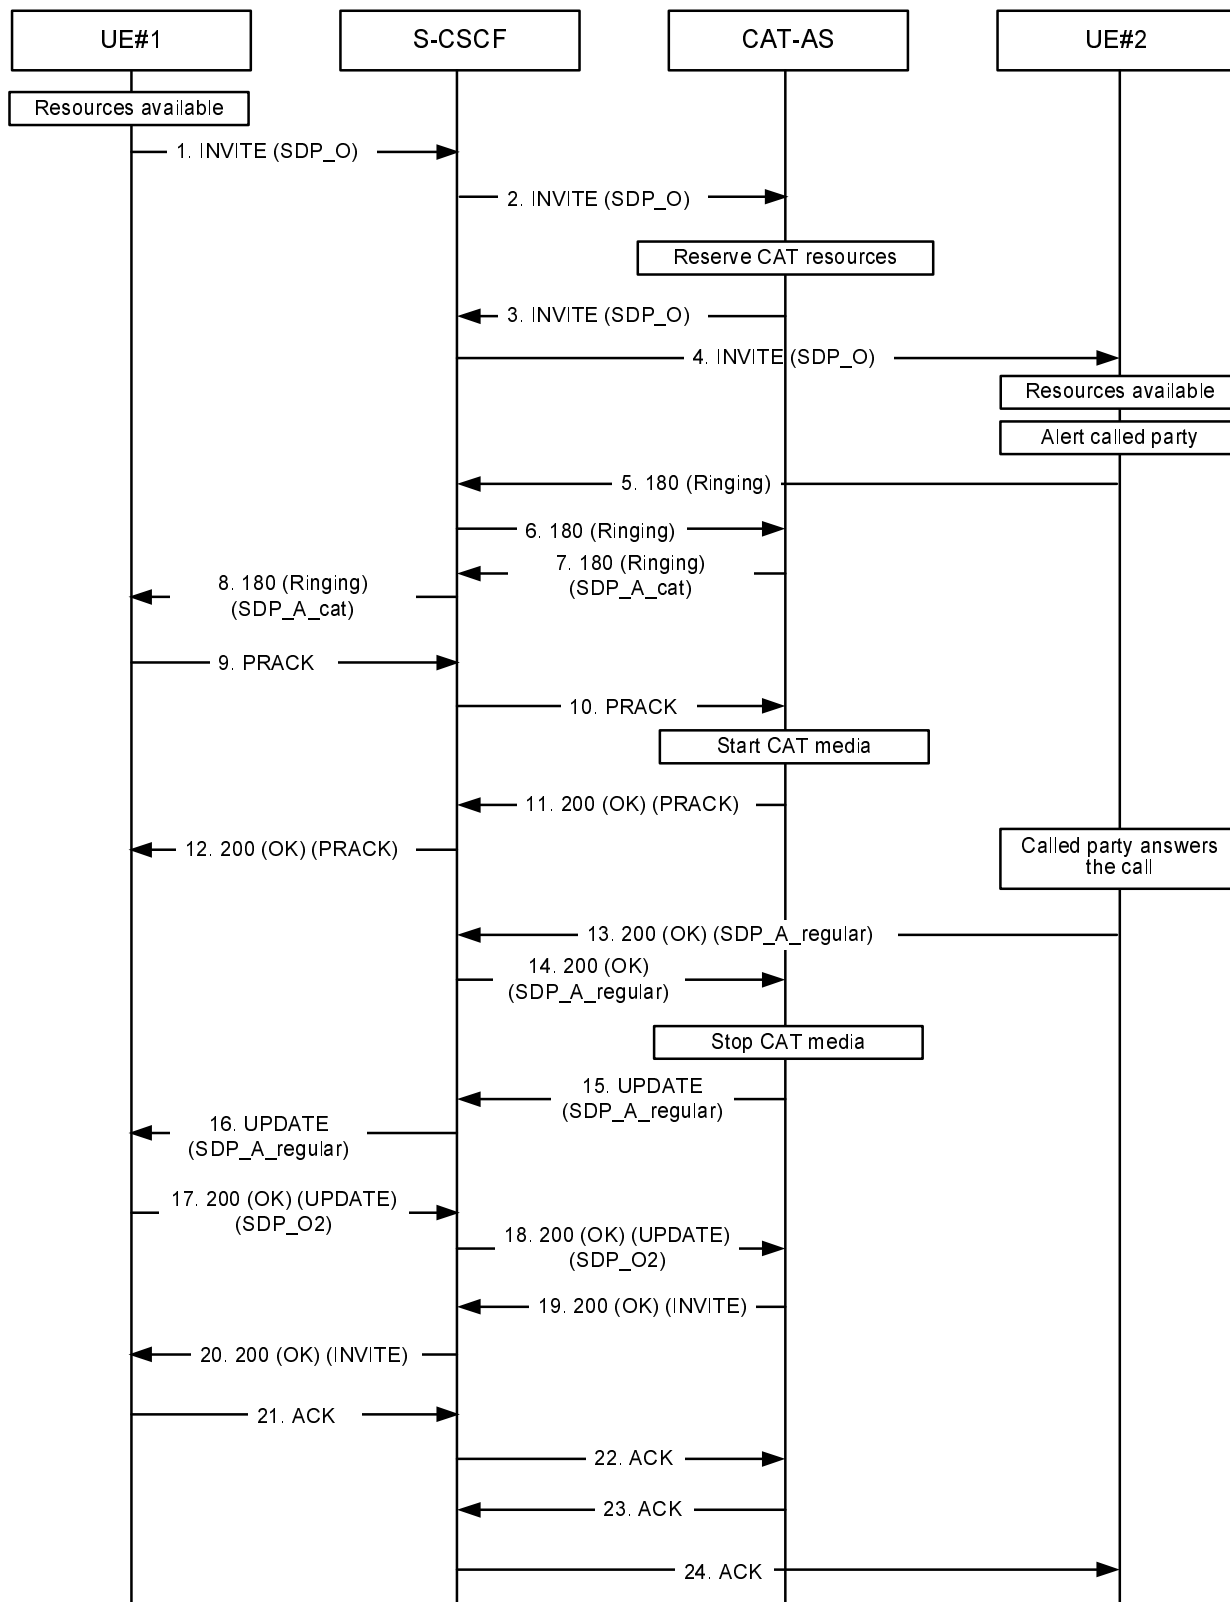 UE#1
S-CSCF
CAT-AS
UE#2
Resources available
1. INVITE (SDP_O)
2. INVITE (SDP_O)
Reserve CAT resources
3. INVITE (SDP_O)
4. INVITE (SDP_O)
Resources available
Alert called party
5. 180 (Ringing)
6. 180 (Ringing)
7. 180 (Ringing)
(SDP_A_cat)
8. 180 (Ringing)
(SDP_A_cat)
9. PRACK
10. PRACK
Start CAT media
11. 200 (OK) (PRACK)
12. 200 (OK) (PRACK)
Called party answers
the call
13. 200 (OK) (SDP_A_regular)
14. 200 (OK)
(SDP_A_regular)
Stop CAT media
15. UPDATE
(SDP_A_regular)
16. UPDATE
(SDP_A_regular)
17. 200 (OK) (UPDATE)
(SDP_O2)
18. 200 (OK) (UPDATE)
(SDP_O2)
19. 200 (OK) (INVITE)
20. 200 (OK) (INVITE)
21. ACK
22. ACK
23. ACK
24. ACK